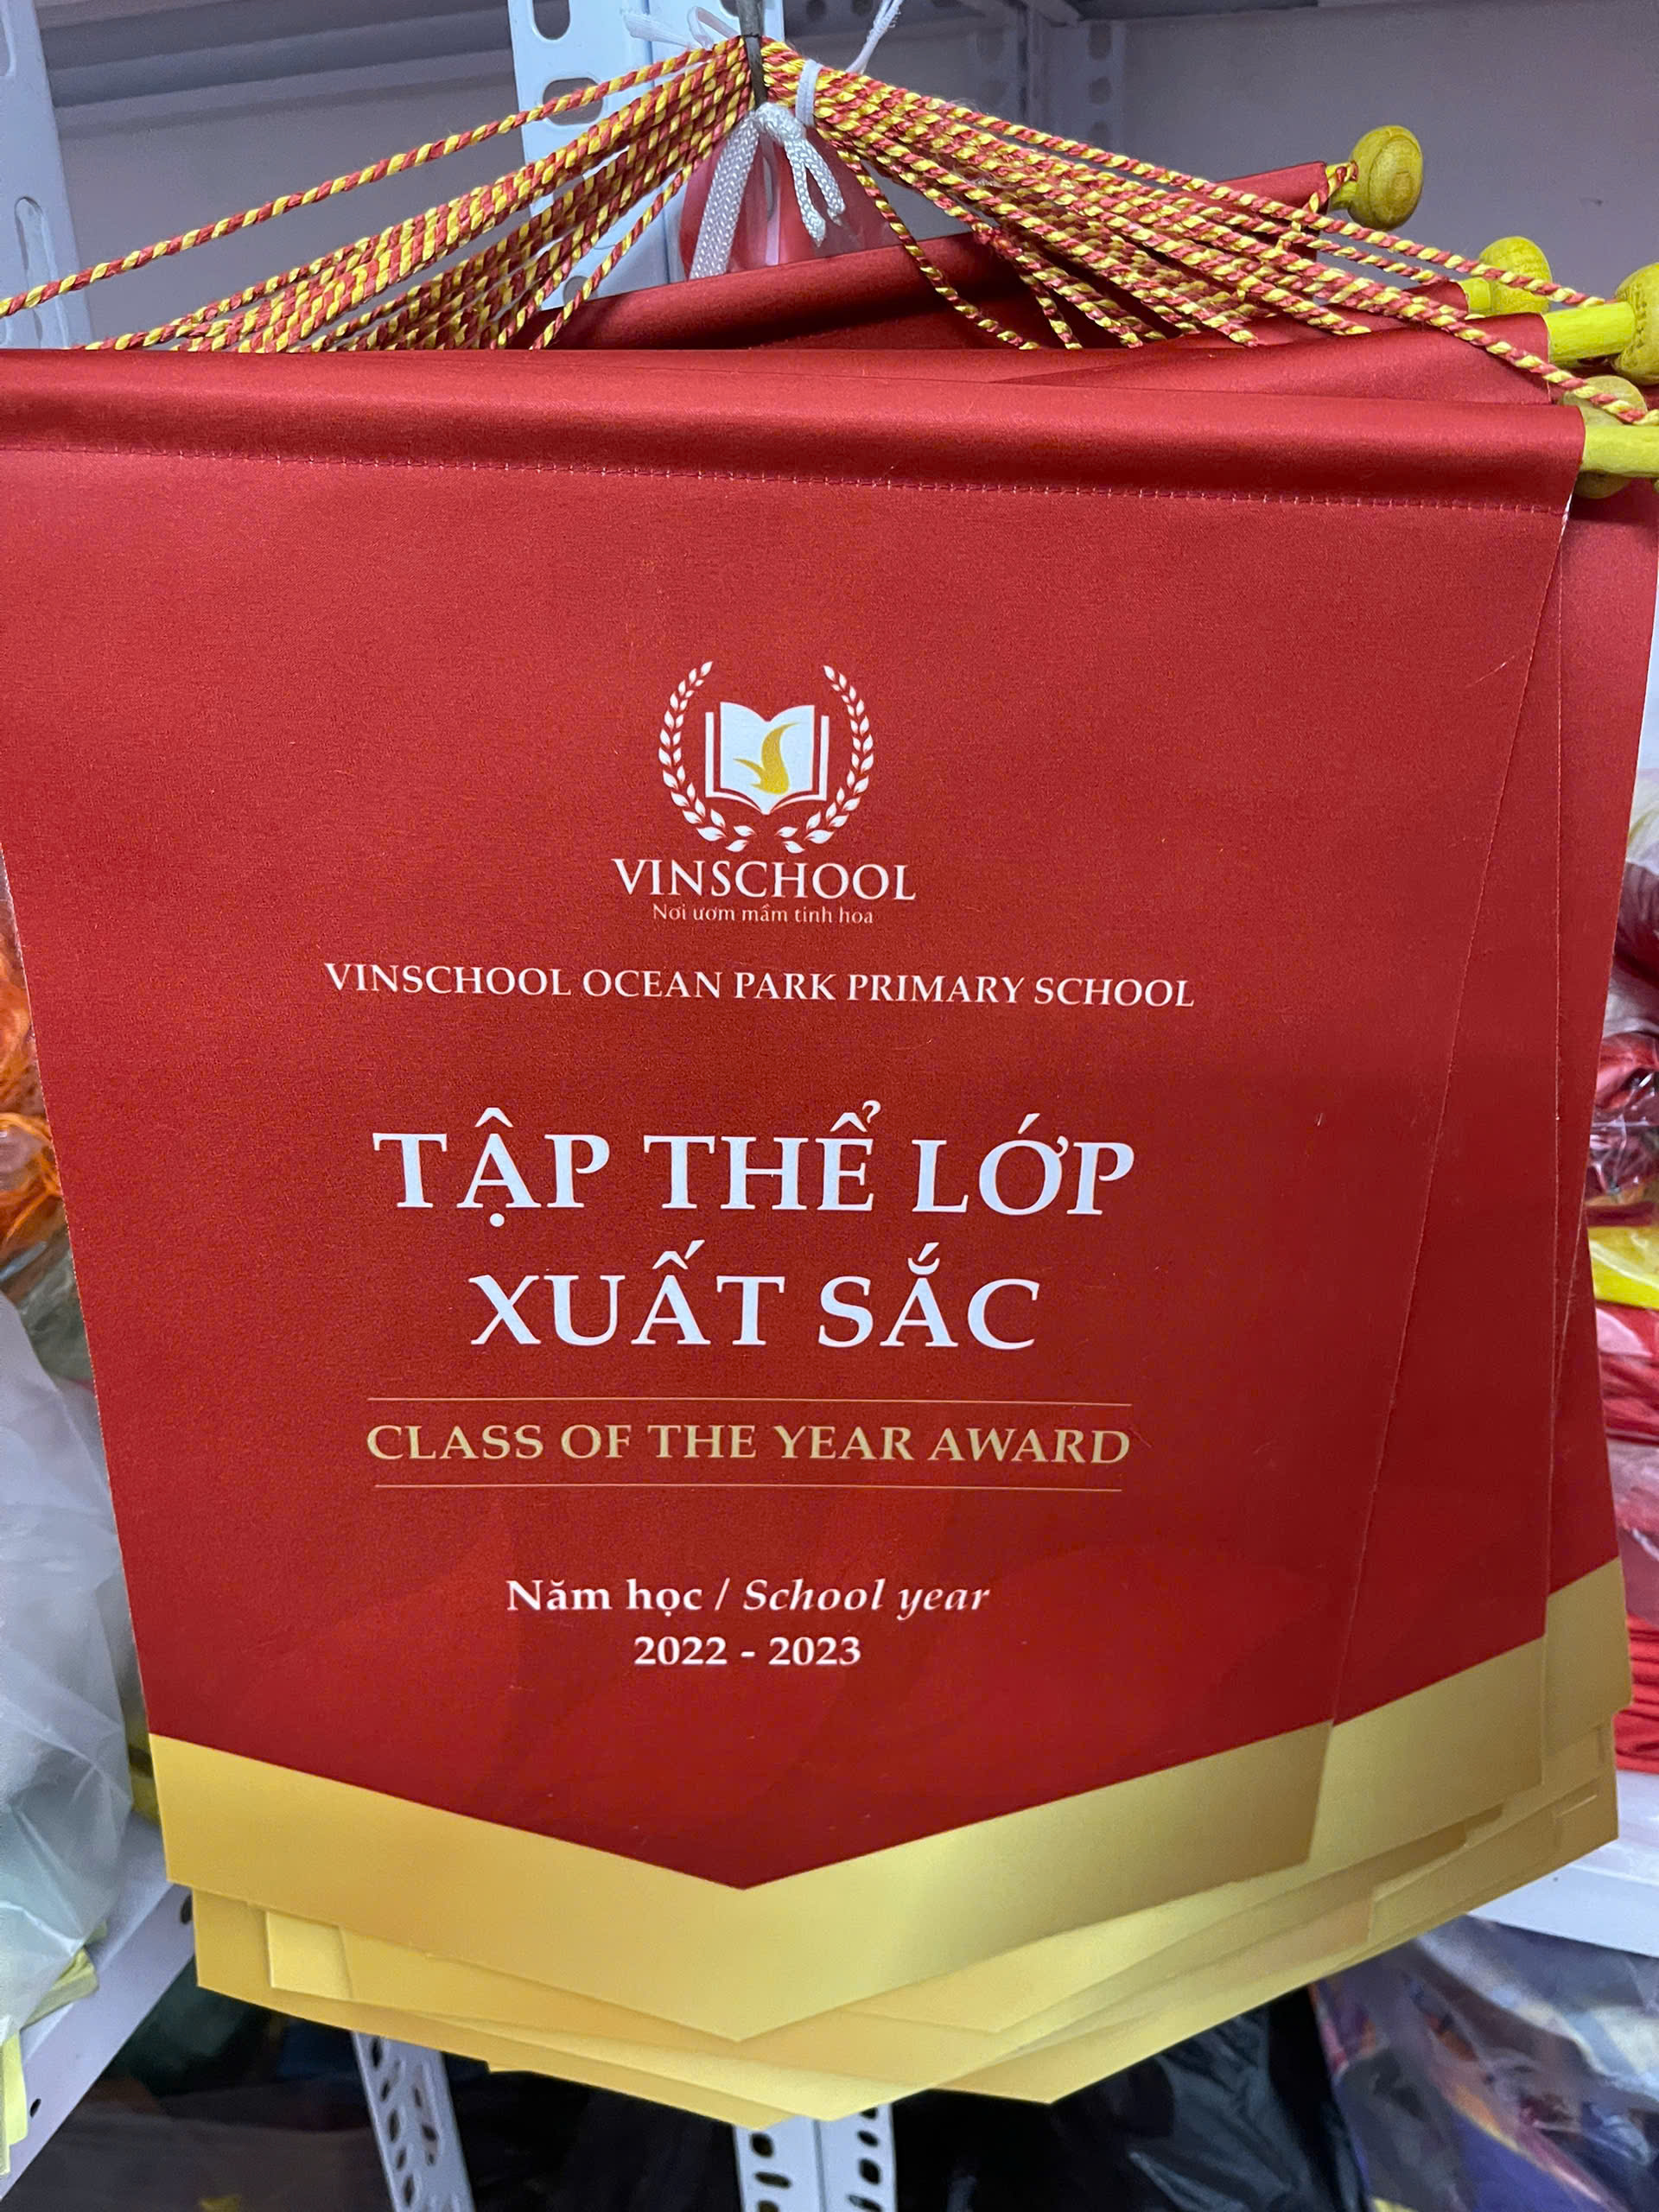 VINSCHOOL
Nơi ươm mầm tinh hoa
VINSCHOOL OCEAN PARK PRIMARY SCHOOL
TẬP THỂ LỚP
XUẤT SẮC
CLASS OF THE YEAR AWARD
Năm học / School year
2022 - 2023